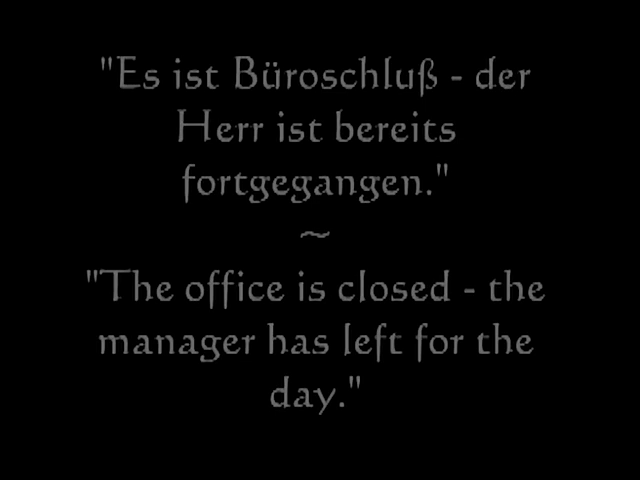 "Es ist Büroschluß - der
Herr ist bereits
fortgegangen."
~
"The office is closed - the
manager has left for the
day."